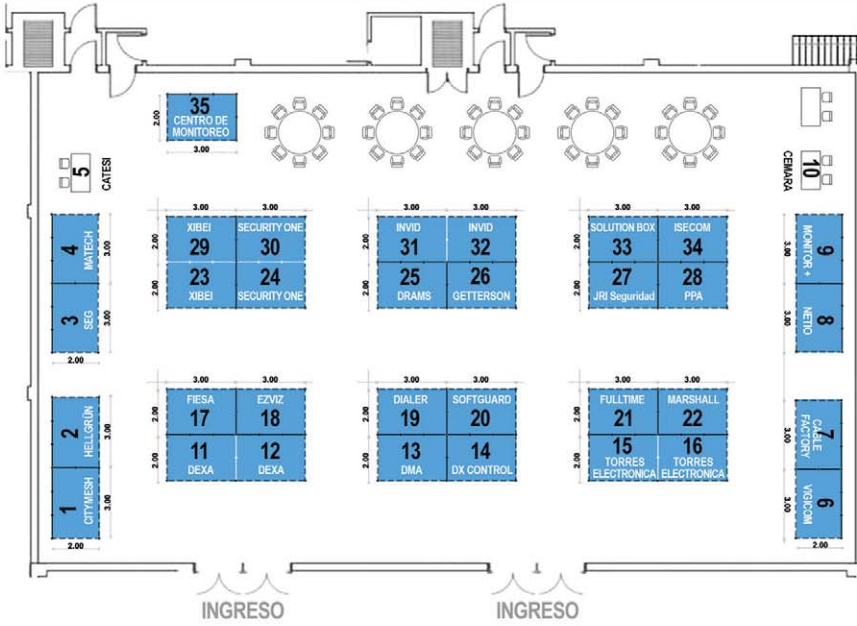 35
CENTRO DE
MONITOREO
2.00
3.00
5
CATESI
10
CEMARA
4
MATECH
3.00
3
SEG
3.00
2.00
3.00
3.00
2.00
2.00
XIBEI
29
SECURITY ONE
30
23
XIBEI
24
SECURITY ONE
3.00
3.00
2.00
2.00
INVID
31
INVID
32
25
DRAMS
26
GETTERSON
3.00
3.00
2.00
2.00
SOLUTION BOX
33
ISECOM
34
27
JRI Seguridad
28
PPA
9
MONITOR +
3.00
8
NETIO
3.00
2
HELLGRÜN
3.00
1
CITYMESH
3.00
2.00
3.00
3.00
2.00
2.00
FIESA
17
EZVIZ
18
11
DEXA
12
DEXA
3.00
3.00
2.00
2.00
DIALER
19
SOFTGUARD
20
13
DMA
14
DX CONTROL
3.00
3.00
2.00
2.00
FULLTIME
21
MARSHALL
22
15
TORRES
ELECTRONICA
16
TORRES
ELECTRONICA
7
CABLE
FACTORY
3.00
6
VIGICOM
3.00
2.00
INGRESO
INGRESO